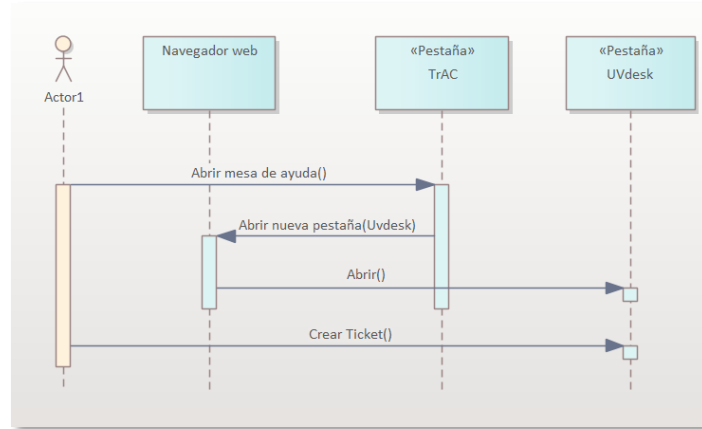 Navegador web
«Pestaña»
TrAC
«Pestaña»
UVdesk
Actor1
Abrir mesa de ayuda()
Abrir nueva pestaña(Uvdesk)
Abrir()
Crear Ticket()